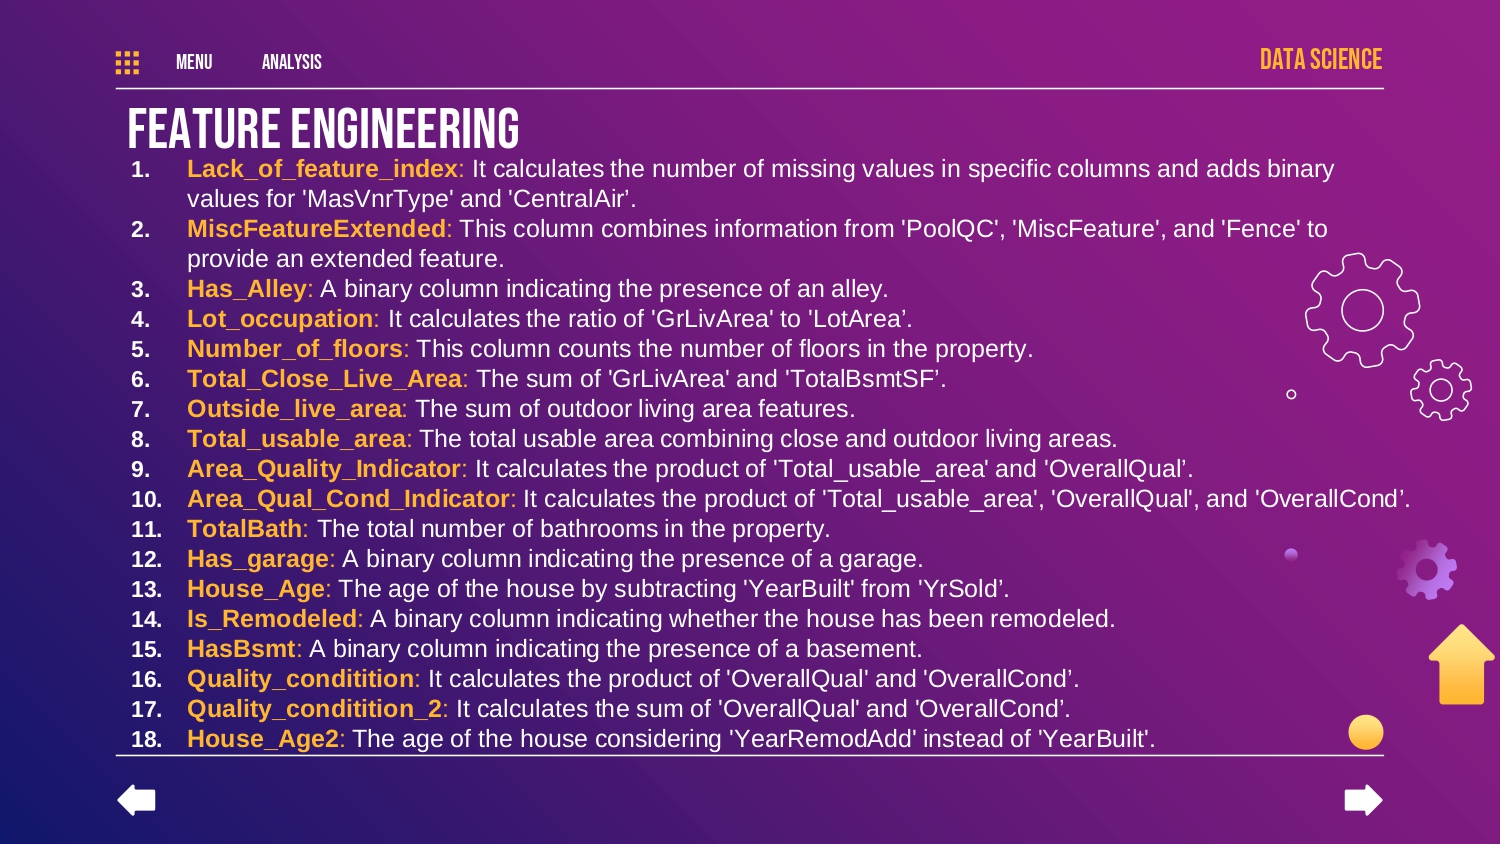 MENU ANALYSIS DATA SCIENCE
FEATURE ENGINEERING
1. Lack_of_feature_index: It calculates the number of missing values in specific columns and adds binary
values for 'MasVnrType' and 'CentralAir’.
2. MiscFeatureExtended: This column combines information from 'PoolQC', 'MiscFeature', and 'Fence' to
provide an extended feature.
3. Has_Alley: A binary column indicating the presence of an alley.
4. Lot_occupation: It calculates the ratio of 'GrLivArea' to 'LotArea’.
5. Number_of_floors: This column counts the number of floors in the property.
6. Total_Close_Live_Area: The sum of 'GrLivArea' and 'TotalBsmtSF’.
7. Outside_live_area: The sum of outdoor living area features.
8. Total_usable_area: The total usable area combining close and outdoor living areas.
9. Area_Quality_Indicator: It calculates the product of 'Total_usable_area' and 'OverallQual’.
10. Area_Qual_Cond_Indicator: It calculates the product of 'Total_usable_area', 'OverallQual', and 'OverallCond’.
11. TotalBath: The total number of bathrooms in the property.
12. Has_garage: A binary column indicating the presence of a garage.
13. House_Age: The age of the house by subtracting 'YearBuilt' from 'YrSold’.
14. Is_Remodeled: A binary column indicating whether the house has been remodeled.
15. HasBsmt: A binary column indicating the presence of a basement.
16. Quality_conditition: It calculates the product of 'OverallQual' and 'OverallCond’.
17. Quality_conditition_2: It calculates the sum of 'OverallQual' and 'OverallCond’.
18. House_Age2: The age of the house considering 'YearRemodAdd' instead of 'YearBuilt'.